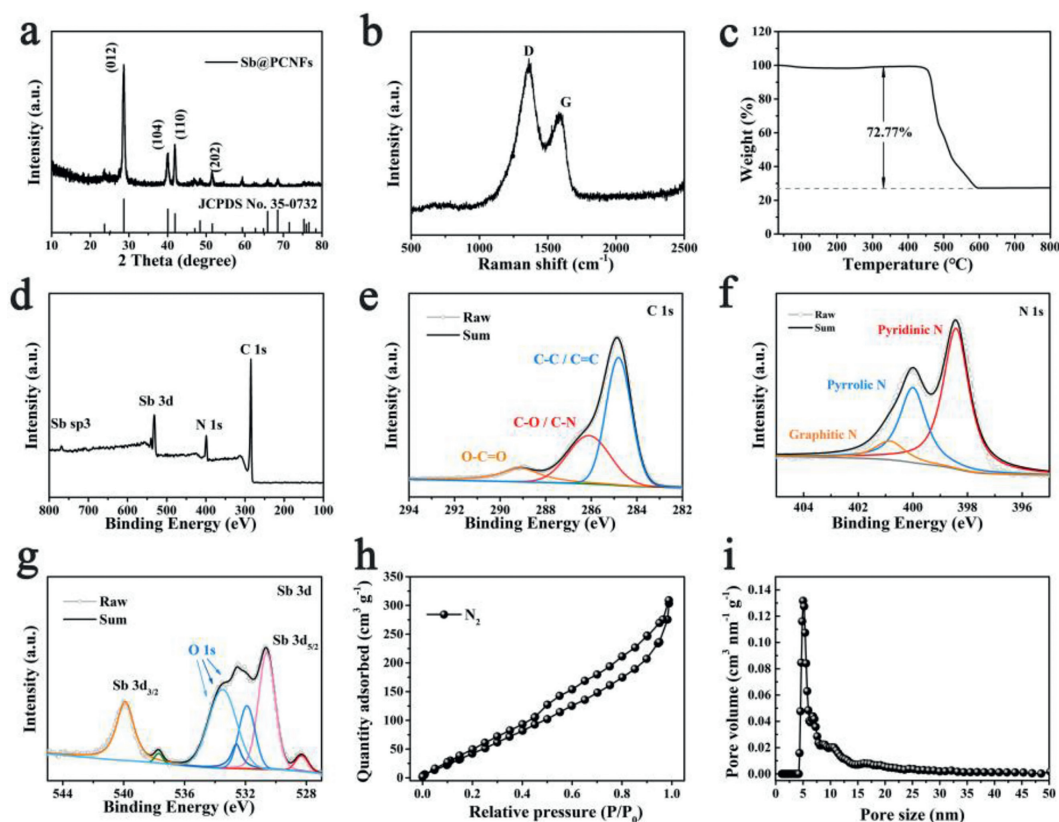 a
(012)
Sb@PCNFs
(104)
(110)
(202)
JCPDS No. 35-0732
Intensity (a.u.)
10 20 30 40 50 60 70 80
2 Theta (degree)
b
D
G
Intensity (a.u.)
500 1000 1500 2000 2500
Raman shift (cm-1)
c
120
100
80
60
40
20
0
72.77%
Weight (%)
100 200 300 400 500 600 700 800
Temperature (°C)
d
C 1s
Sb 3d
N 1s
Sb sp3
Intensity (a.u.)
800 700 600 500 400 300 200 100
Binding Energy (eV)
e
Raw
Sum
C 1s
C-C / C=C
C-O / C-N
O-C=O
Intensity (a.u.)
294 292 290 288 286 284 282
Binding Energy (eV)
f
Raw
Sum
N 1s
Pyridinic N
Pyrrolic N
Graphitic N
Intensity (a.u.)
404 402 400 398 396
Binding Energy (eV)
g
Sb 3d
Raw
Sum
O 1s
Sb 3d5/2
Sb 3d3/2
Intensity (a.u.)
544 540 536 532 528
Binding Energy (eV)
h
350
300
250
200
150
100
50
0
N2
Quantity adsorbed (cm3 g-1)
0.0 0.2 0.4 0.6 0.8 1.0
Relative pressure (P/P0)
i
0.14
0.12
0.10
0.08
0.06
0.04
0.02
0.00
Pore volume (cm3 nm-1 g-1)
0 5 10 15 20 25 30 35 40 45 50
Pore size (nm)